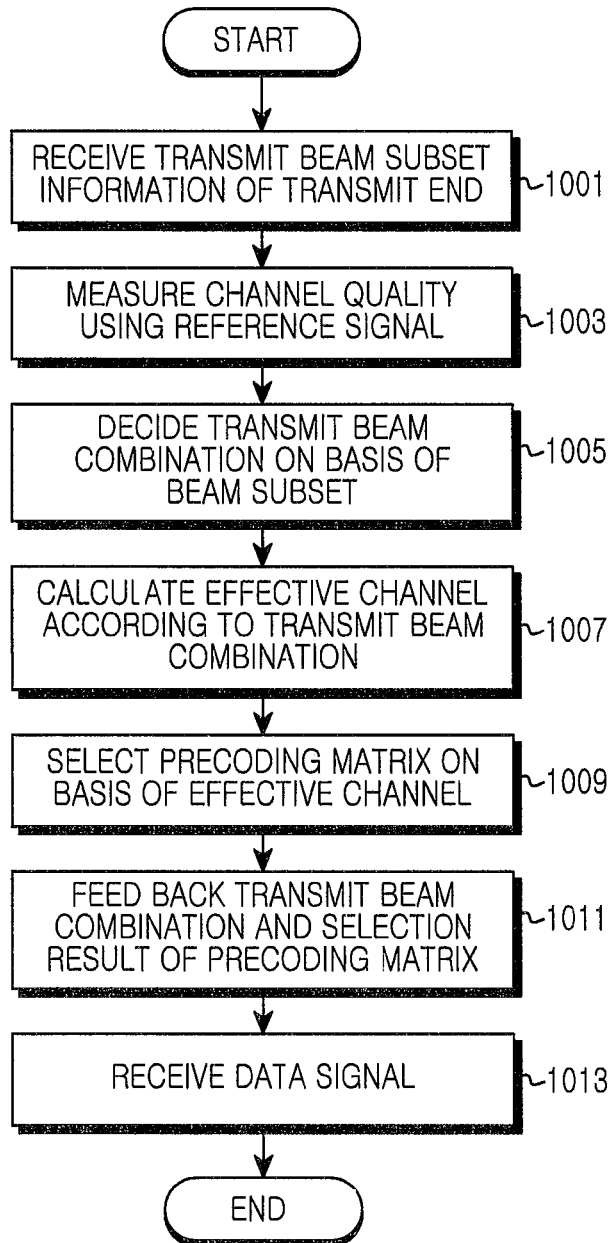 START
RECEIVE TRANSMIT BEAM SUBSET
INFORMATION OF TRANSMIT END
1001
MEASURE CHANNEL QUALITY
USING REFERENCE SIGNAL
1003
DECIDE TRANSMIT BEAM
COMBINATION ON BASIS OF
BEAM SUBSET
1005
CALCULATE EFFECTIVE CHANNEL
ACCORDING TO TRANSMIT BEAM
COMBINATION
1007
SELECT PRECODING MATRIX ON
BASIS OF EFFECTIVE CHANNEL
1009
FEED BACK TRANSMIT BEAM
COMBINATION AND SELECTION
RESULT OF PRECODING MATRIX
1011
RECEIVE DATA SIGNAL
1013
END